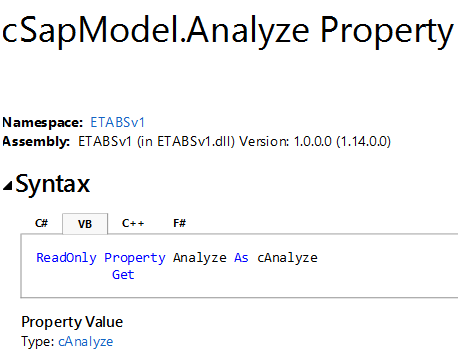 cSapModel.Analyze Property
Namespace: ETABSv1
Assembly: ETABSv1 (in ETABSv1.dll) Version: 1.0.0.0 (1.14.0.0)
Syntax
C# VB C++ F#
ReadOnly Property Analyze As cAnalyze
Get
Property Value
Type: cAnalyze